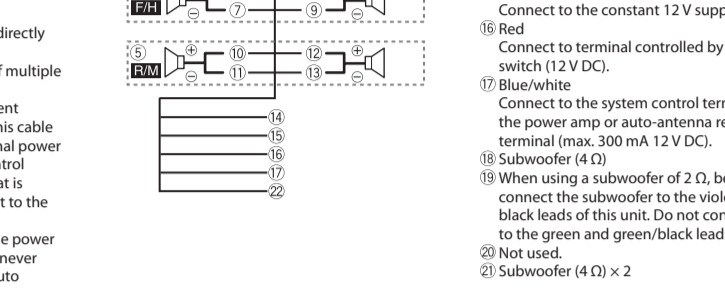 directly
f multiple
ent
his cable
nal power
trol
at is
t to the
e power
never
uto
F/H
⊖ ⑦ ⑨ ⊖
⑤ ⊕ ⑩ ⑫ ⊕
R/M ⊖ ⑪ ⑬ ⊖
⑭
⑮
⑯
⑰
㉒
Connect to the constant 12 V supp
⑯ Red
Connect to terminal controlled by
switch (12 V DC).
⑰ Blue/white
Connect to the system control term
the power amp or auto-antenna re
terminal (max. 300 mA 12 V DC).
⑱ Subwoofer (4 Ω)
⑲ When using a subwoofer of 2 Ω, be
connect the subwoofer to the viole
black leads of this unit. Do not con
to the green and green/black lead
⑳ Not used.
㉑ Subwoofer (4 Ω) × 2